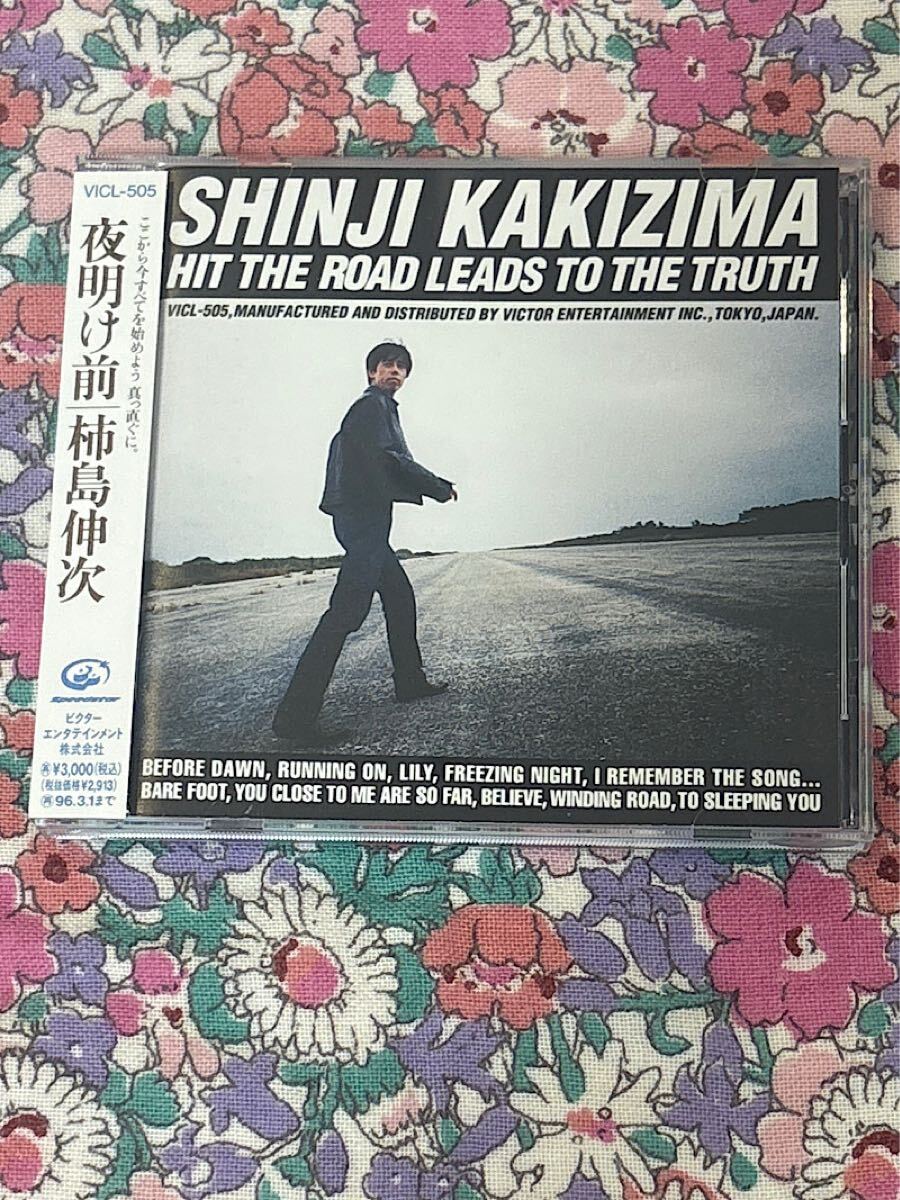 VICL-505
ここから今すべてを始めよう 真っ直ぐに。
夜明け前|柿島伸次
Speedstar
ビクター
エンタテインメント
株式会社
¥3,000(税込)
(税抜価格¥2,913)
96.3.1まで
SHINJI KAKIZIMA
HIT THE ROAD LEADS TO THE TRUTH
VICL-505,MANUFACTURED AND DISTRIBUTED BY VICTOR ENTERTAINMENT INC.,TOKYO,JAPAN.
BEFORE DAWN, RUNNING ON, LILY, FREEZING NIGHT, I REMEMBER THE SONG...
BARE FOOT, YOU CLOSE TO ME ARE SO FAR, BELIEVE, WINDING ROAD, TO SLEEPING YOU